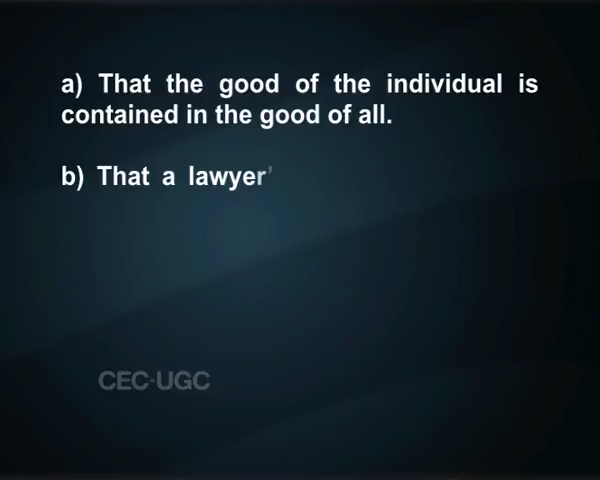 a) That the good of the individual is
contained in the good of all.
b) That a lawyer'
CEC-UGC